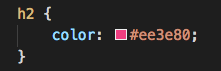 h2 {
    color: #ee3e80;
}